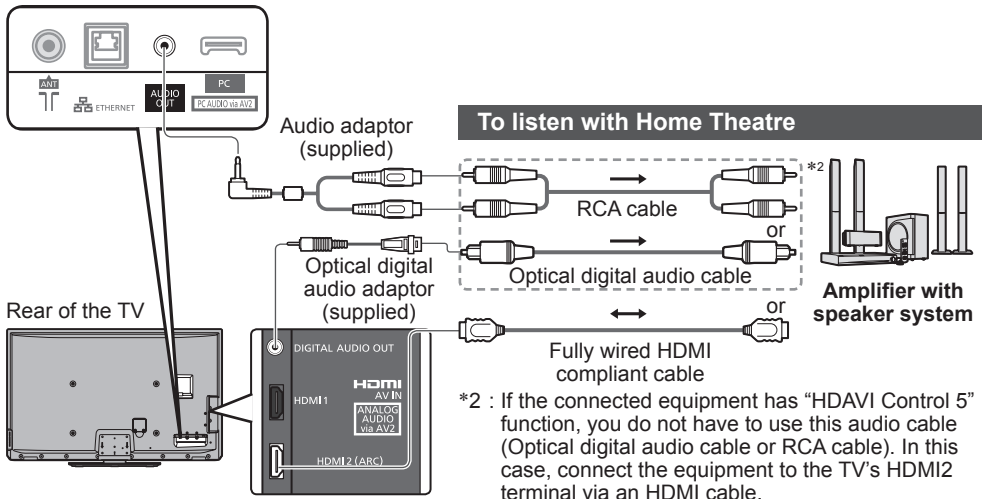 ANT
ETHERNET
AUDIO
OUT
PC
PC AUDIO via AV2
Audio adaptor
(supplied)
To listen with Home Theatre
*2
RCA cable
or
Optical digital audio cable
Optical digital
audio adaptor
(supplied)
or
Amplifier with
speaker system
Rear of the TV
DIGITAL AUDIO OUT
HDMI
AV IN
HDMI 1
ANALOG
AUDIO
via AV2
HDMI 2 (ARC)
Fully wired HDMI
compliant cable
*2 : If the connected equipment has “HDAVI Control 5”
function, you do not have to use this audio cable
(Optical digital audio cable or RCA cable). In this
case, connect the equipment to the TV’s HDMI2
terminal via an HDMI cable.